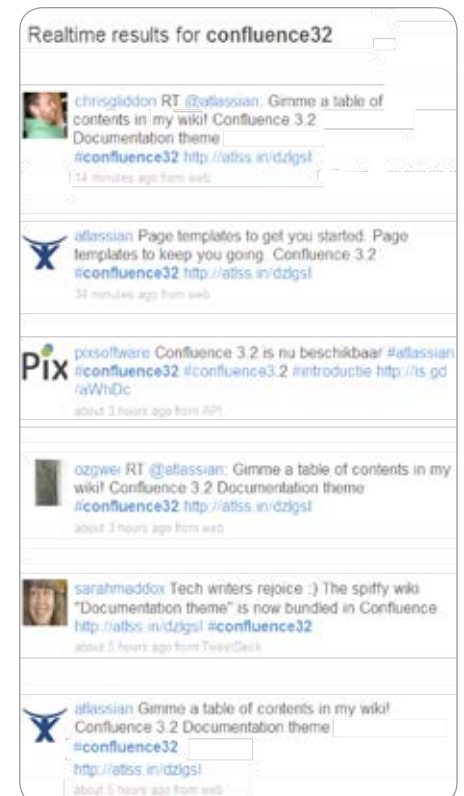 Realtime results for confluence32
chrisgliddon RT @atlassian: Gimme a table of
contents in my wiki! Confluence 3.2
Documentation theme
#confluence32 http://atlss.in/dzlgsl
14 minutes ago from web
atlassian Page templates to get you started. Page
templates to keep you going. Confluence 3.2
#confluence32 http://atlss.in/dzlgsl
34 minutes ago from web
Pix
pixsoftware Confluence 3.2 is nu beschikbaar #atlassian
#confluence32 #confluence3.2 #introductie http://is.gd
/aWhDc
about 3 hours ago from API
ozgwei RT @atlassian: Gimme a table of contents in my
wiki! Confluence 3.2 Documentation theme
#confluence32 http://atlss.in/dzlgsl
about 3 hours ago from web
sarahmaddox Tech writers rejoice :) The spiffy wiki
"Documentation theme" is now bundled in Confluence
http://atlss.in/dzlgsl #confluence32
about 5 hours ago from TweetDeck
atlassian Gimme a table of contents in my wiki!
Confluence 3.2 Documentation theme
#confluence32
http://atlss.in/dzlgsl
about 5 hours ago from web